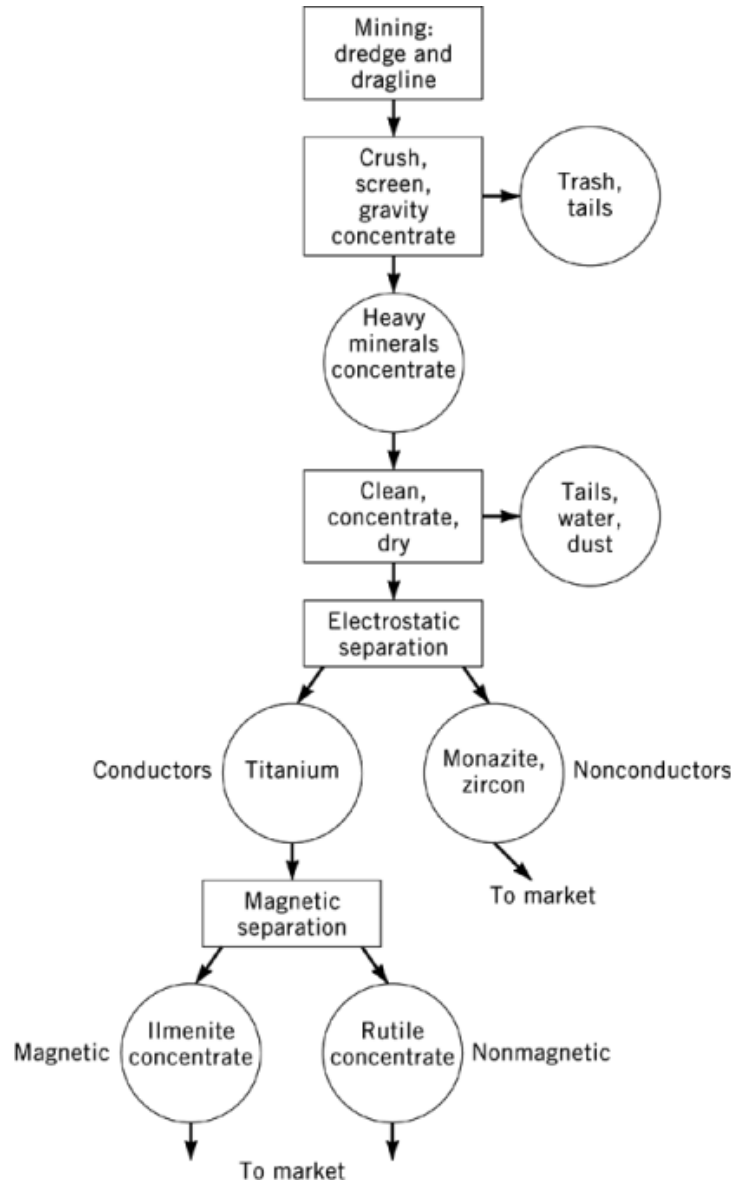 Mining:
dredge and
dragline
Crush,
screen,
gravity
concentrate
Trash,
tails
Heavy
minerals
concentrate
Clean,
concentrate,
dry
Tails,
water,
dust
Electrostatic
separation
Conductors
Titanium
Monazite,
zircon
Nonconductors
To market
Magnetic
separation
Magnetic
Ilmenite
concentrate
Rutile
concentrate
Nonmagnetic
To market